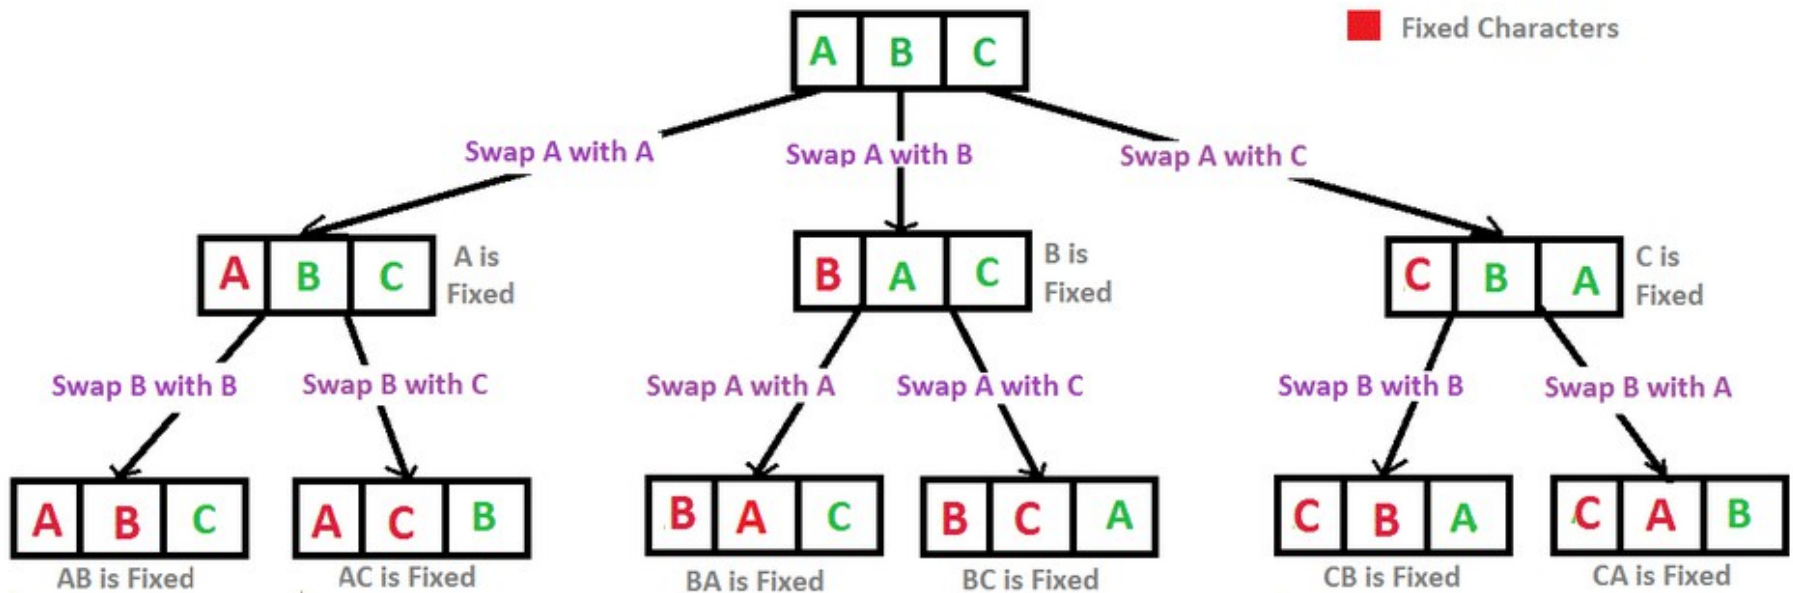 A B C
Fixed Characters
Swap A with A
Swap A with B
Swap A with C
A B C
A is
Fixed
B A C
B is
Fixed
C B A
C is
Fixed
Swap B with B
Swap B with C
Swap A with A
Swap A with C
Swap B with B
Swap B with A
A B C
A C B
B A C
B C A
C B A
C A B
AB is Fixed
AC is Fixed
BA is Fixed
BC is Fixed
CB is Fixed
CA is Fixed